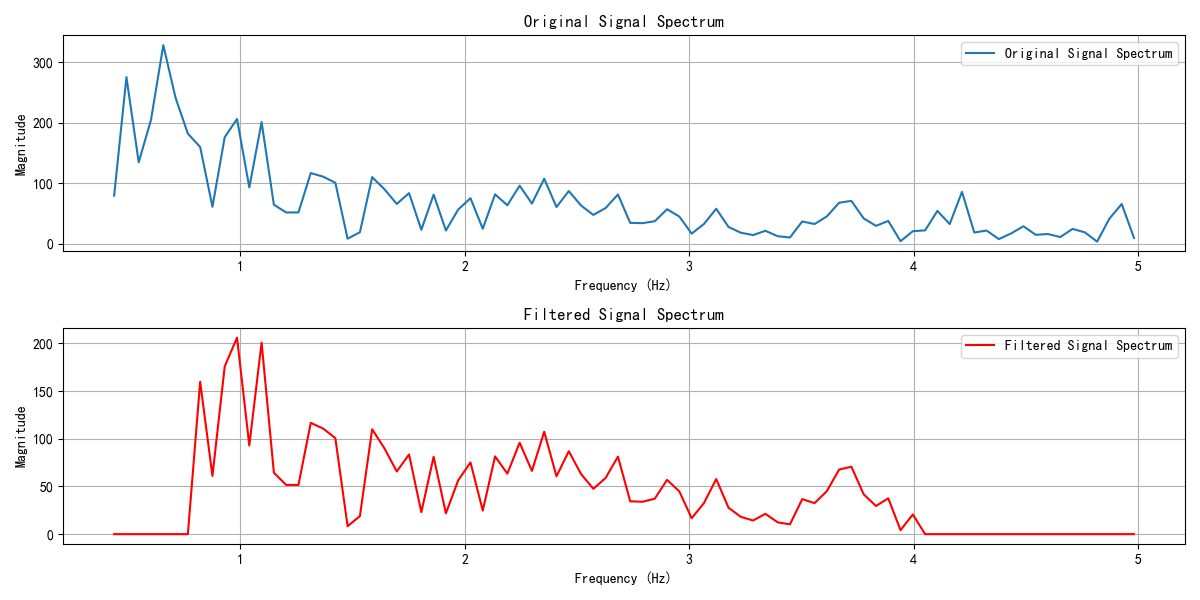 Original Signal Spectrum
Original Signal Spectrum
300
200
100
0
Magnitude
1 2 3 4 5
Frequency (Hz)
Filtered Signal Spectrum
Filtered Signal Spectrum
200
150
100
50
0
Magnitude
1 2 3 4 5
Frequency (Hz)